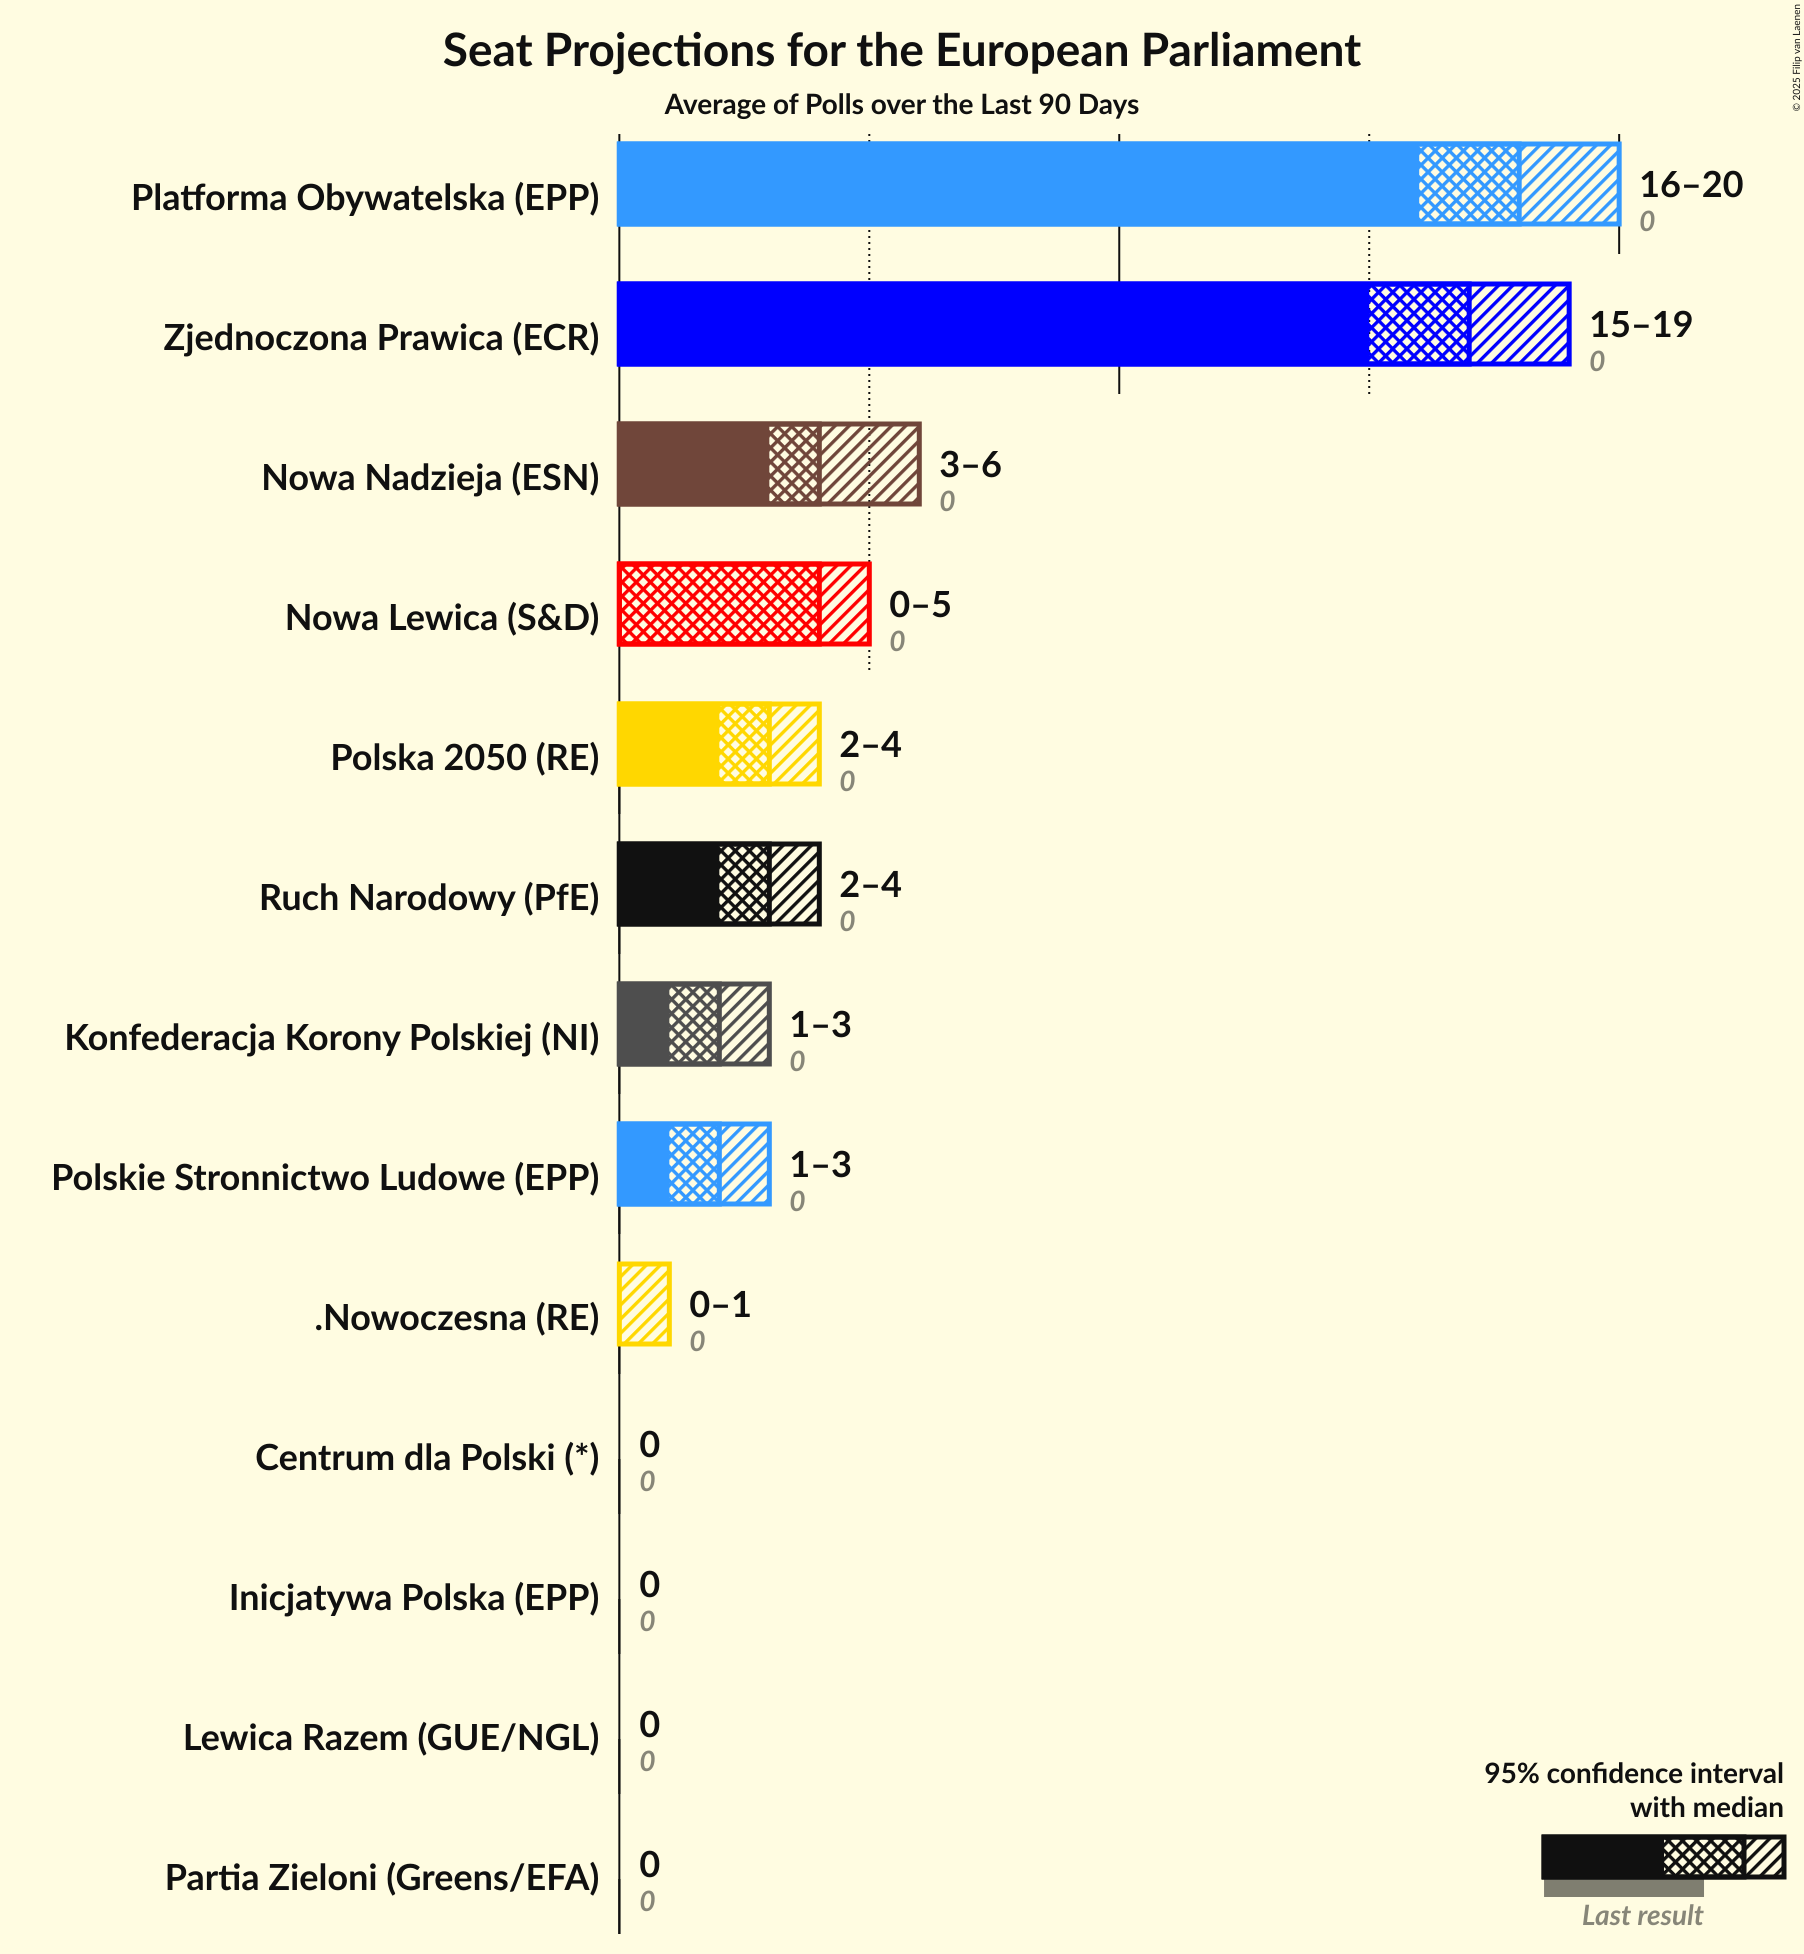 Seat Projections for the European Parliament
Average of Polls over the Last 90 Days
© 2025 Filip van Laenen
Platforma Obywatelska (EPP)
16–20
0
Zjednoczona Prawica (ECR)
15–19
0
Nowa Nadzieja (ESN)
3–6
0
Nowa Lewica (S&D)
0–5
0
Polska 2050 (RE)
2–4
0
Ruch Narodowy (PfE)
2–4
0
Konfederacja Korony Polskiej (NI)
1–3
0
Polskie Stronnictwo Ludowe (EPP)
1–3
0
.Nowoczesna (RE)
0–1
0
Centrum dla Polski (*)
0
0
Inicjatywa Polska (EPP)
0
0
Lewica Razem (GUE/NGL)
0
0
Partia Zieloni (Greens/EFA)
0
0
95% confidence interval
with median
Last result